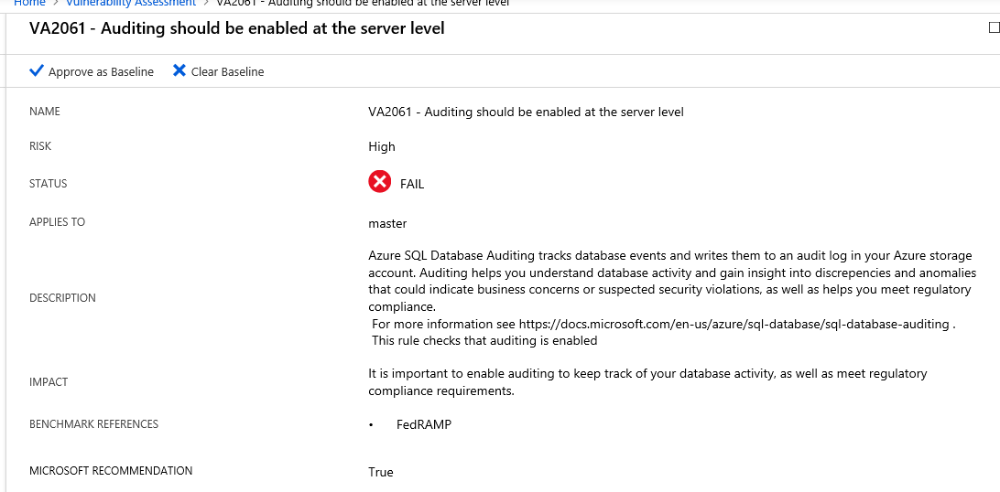 Home > Vulnerability Assessment > VA2061 - Auditing should be enabled at the server level
VA2061 - Auditing should be enabled at the server level
Approve as Baseline Clear Baseline
NAME VA2061 - Auditing should be enabled at the server level
RISK High
STATUS FAIL
APPLIES TO master
DESCRIPTION
Azure SQL Database Auditing tracks database events and writes them to an audit log in your Azure storage
account. Auditing helps you understand database activity and gain insight into discrepencies and anomalies
that could indicate business concerns or suspected security violations, as well as helps you meet regulatory
compliance.
For more information see https://docs.microsoft.com/en-us/azure/sql-database/sql-database-auditing .
This rule checks that auditing is enabled
IMPACT
It is important to enable auditing to keep track of your database activity, as well as meet regulatory
compliance requirements.
BENCHMARK REFERENCES • FedRAMP
MICROSOFT RECOMMENDATION True